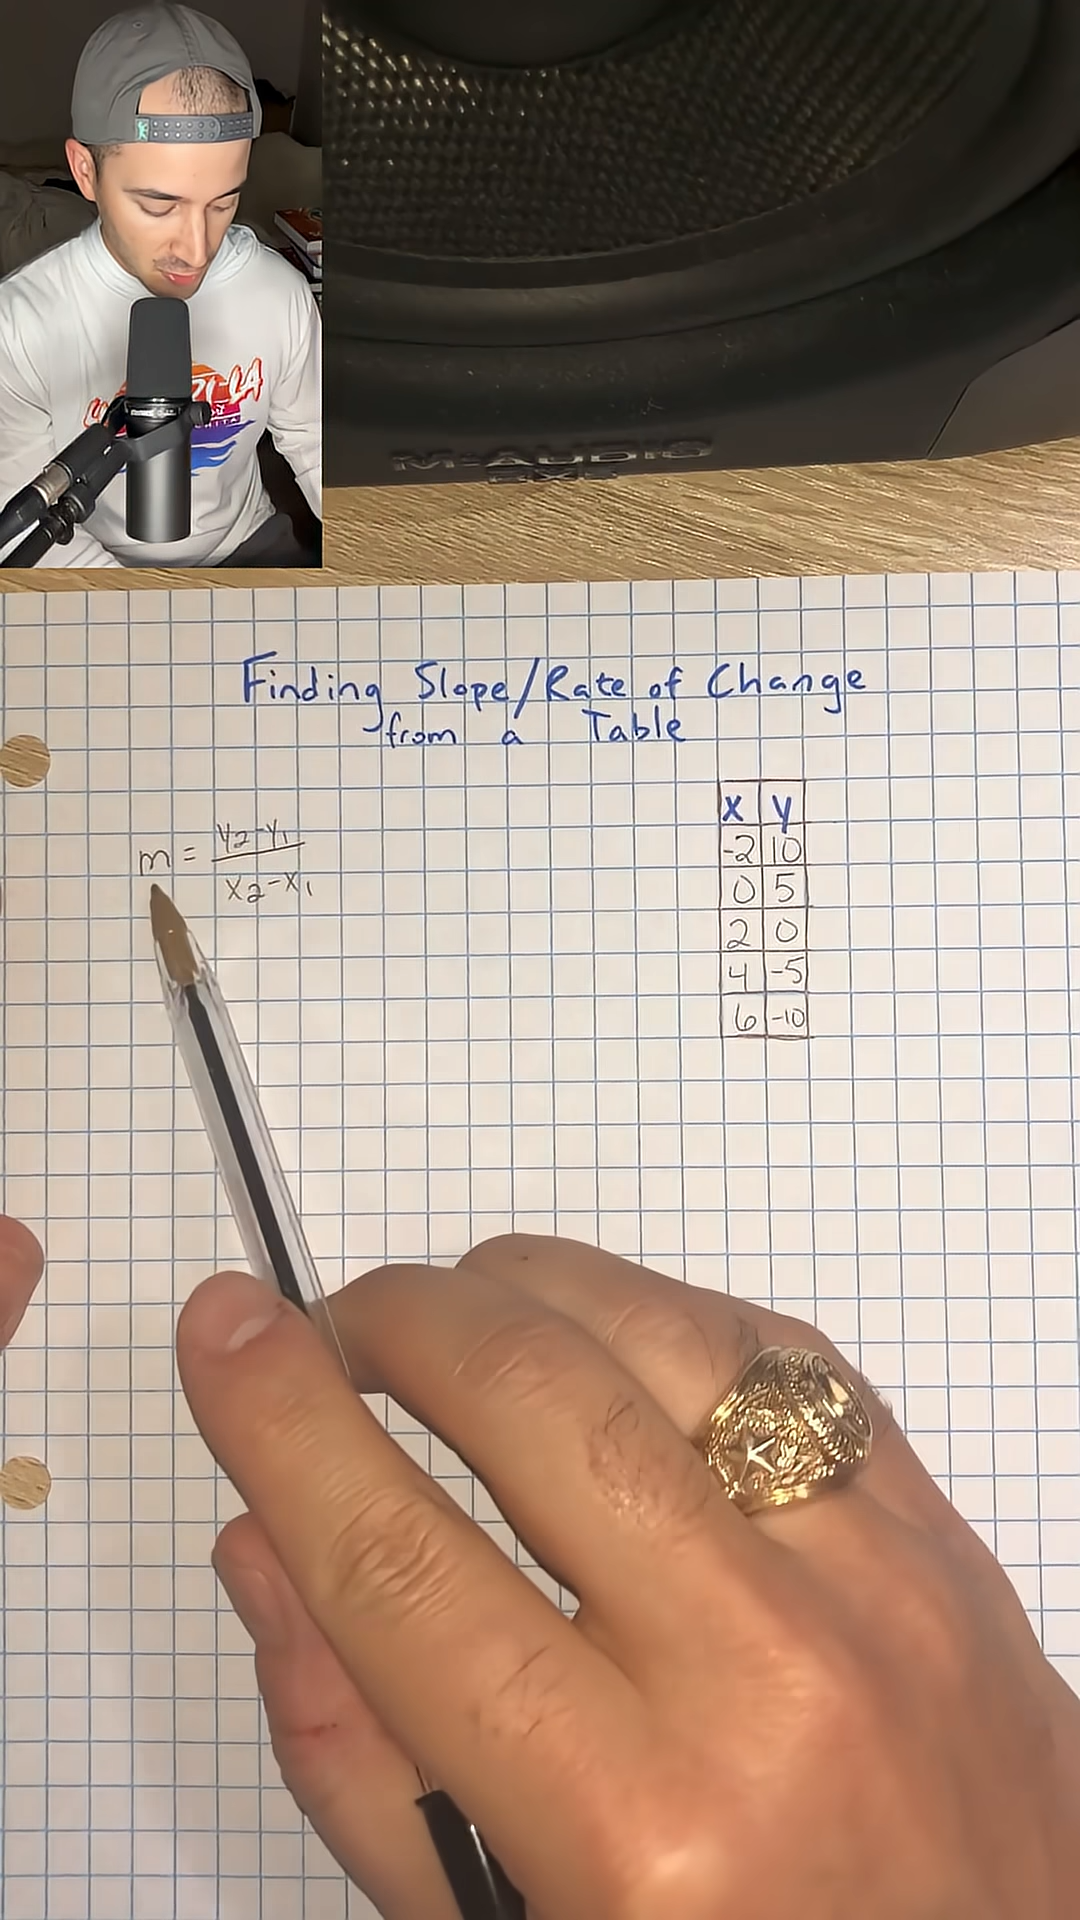 M-AUDIO
Finding Slope/Rate of Change
from a Table
m = y₂-y₁
x₂-x₁
x y
-2 10
0 5
2 0
4 -5
6 -10